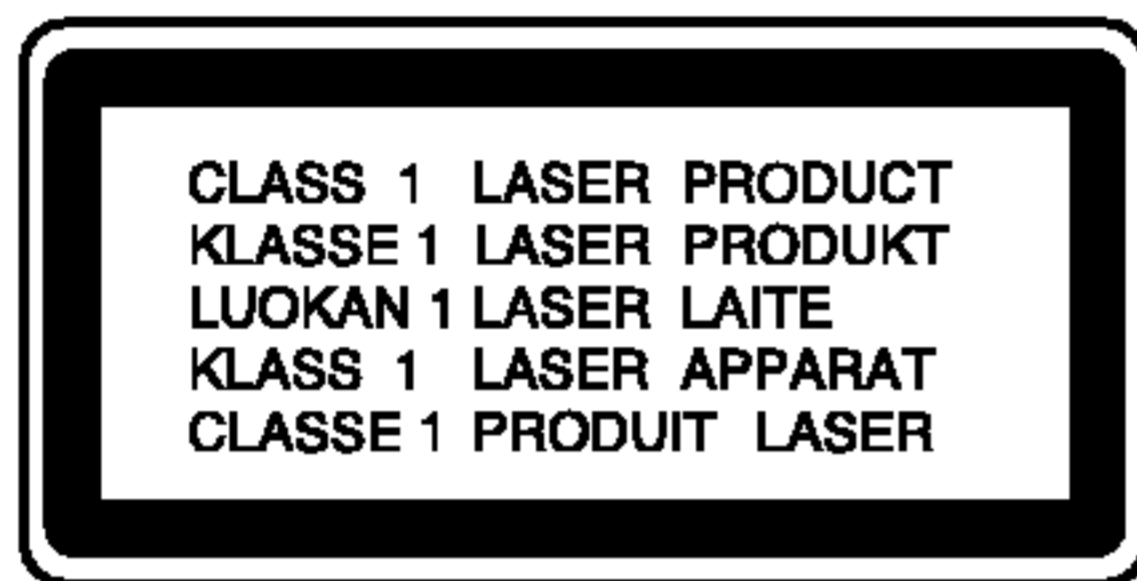 CLASS 1 LASER PRODUCT
KLASSE 1 LASER PRODUKT
LUOKAN 1 LASER LAITE
KLASS 1 LASER APPARAT
CLASSE 1 PRODUIT LASER